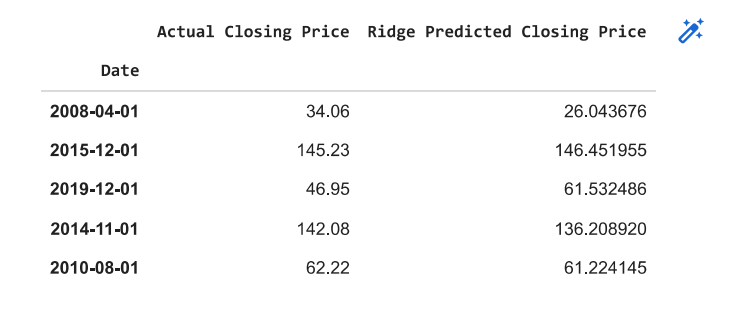 Actual Closing Price Ridge Predicted Closing Price
Date
2008-04-01 34.06 26.043676
2015-12-01 145.23 146.451955
2019-12-01 46.95 61.532486
2014-11-01 142.08 136.208920
2010-08-01 62.22 61.224145